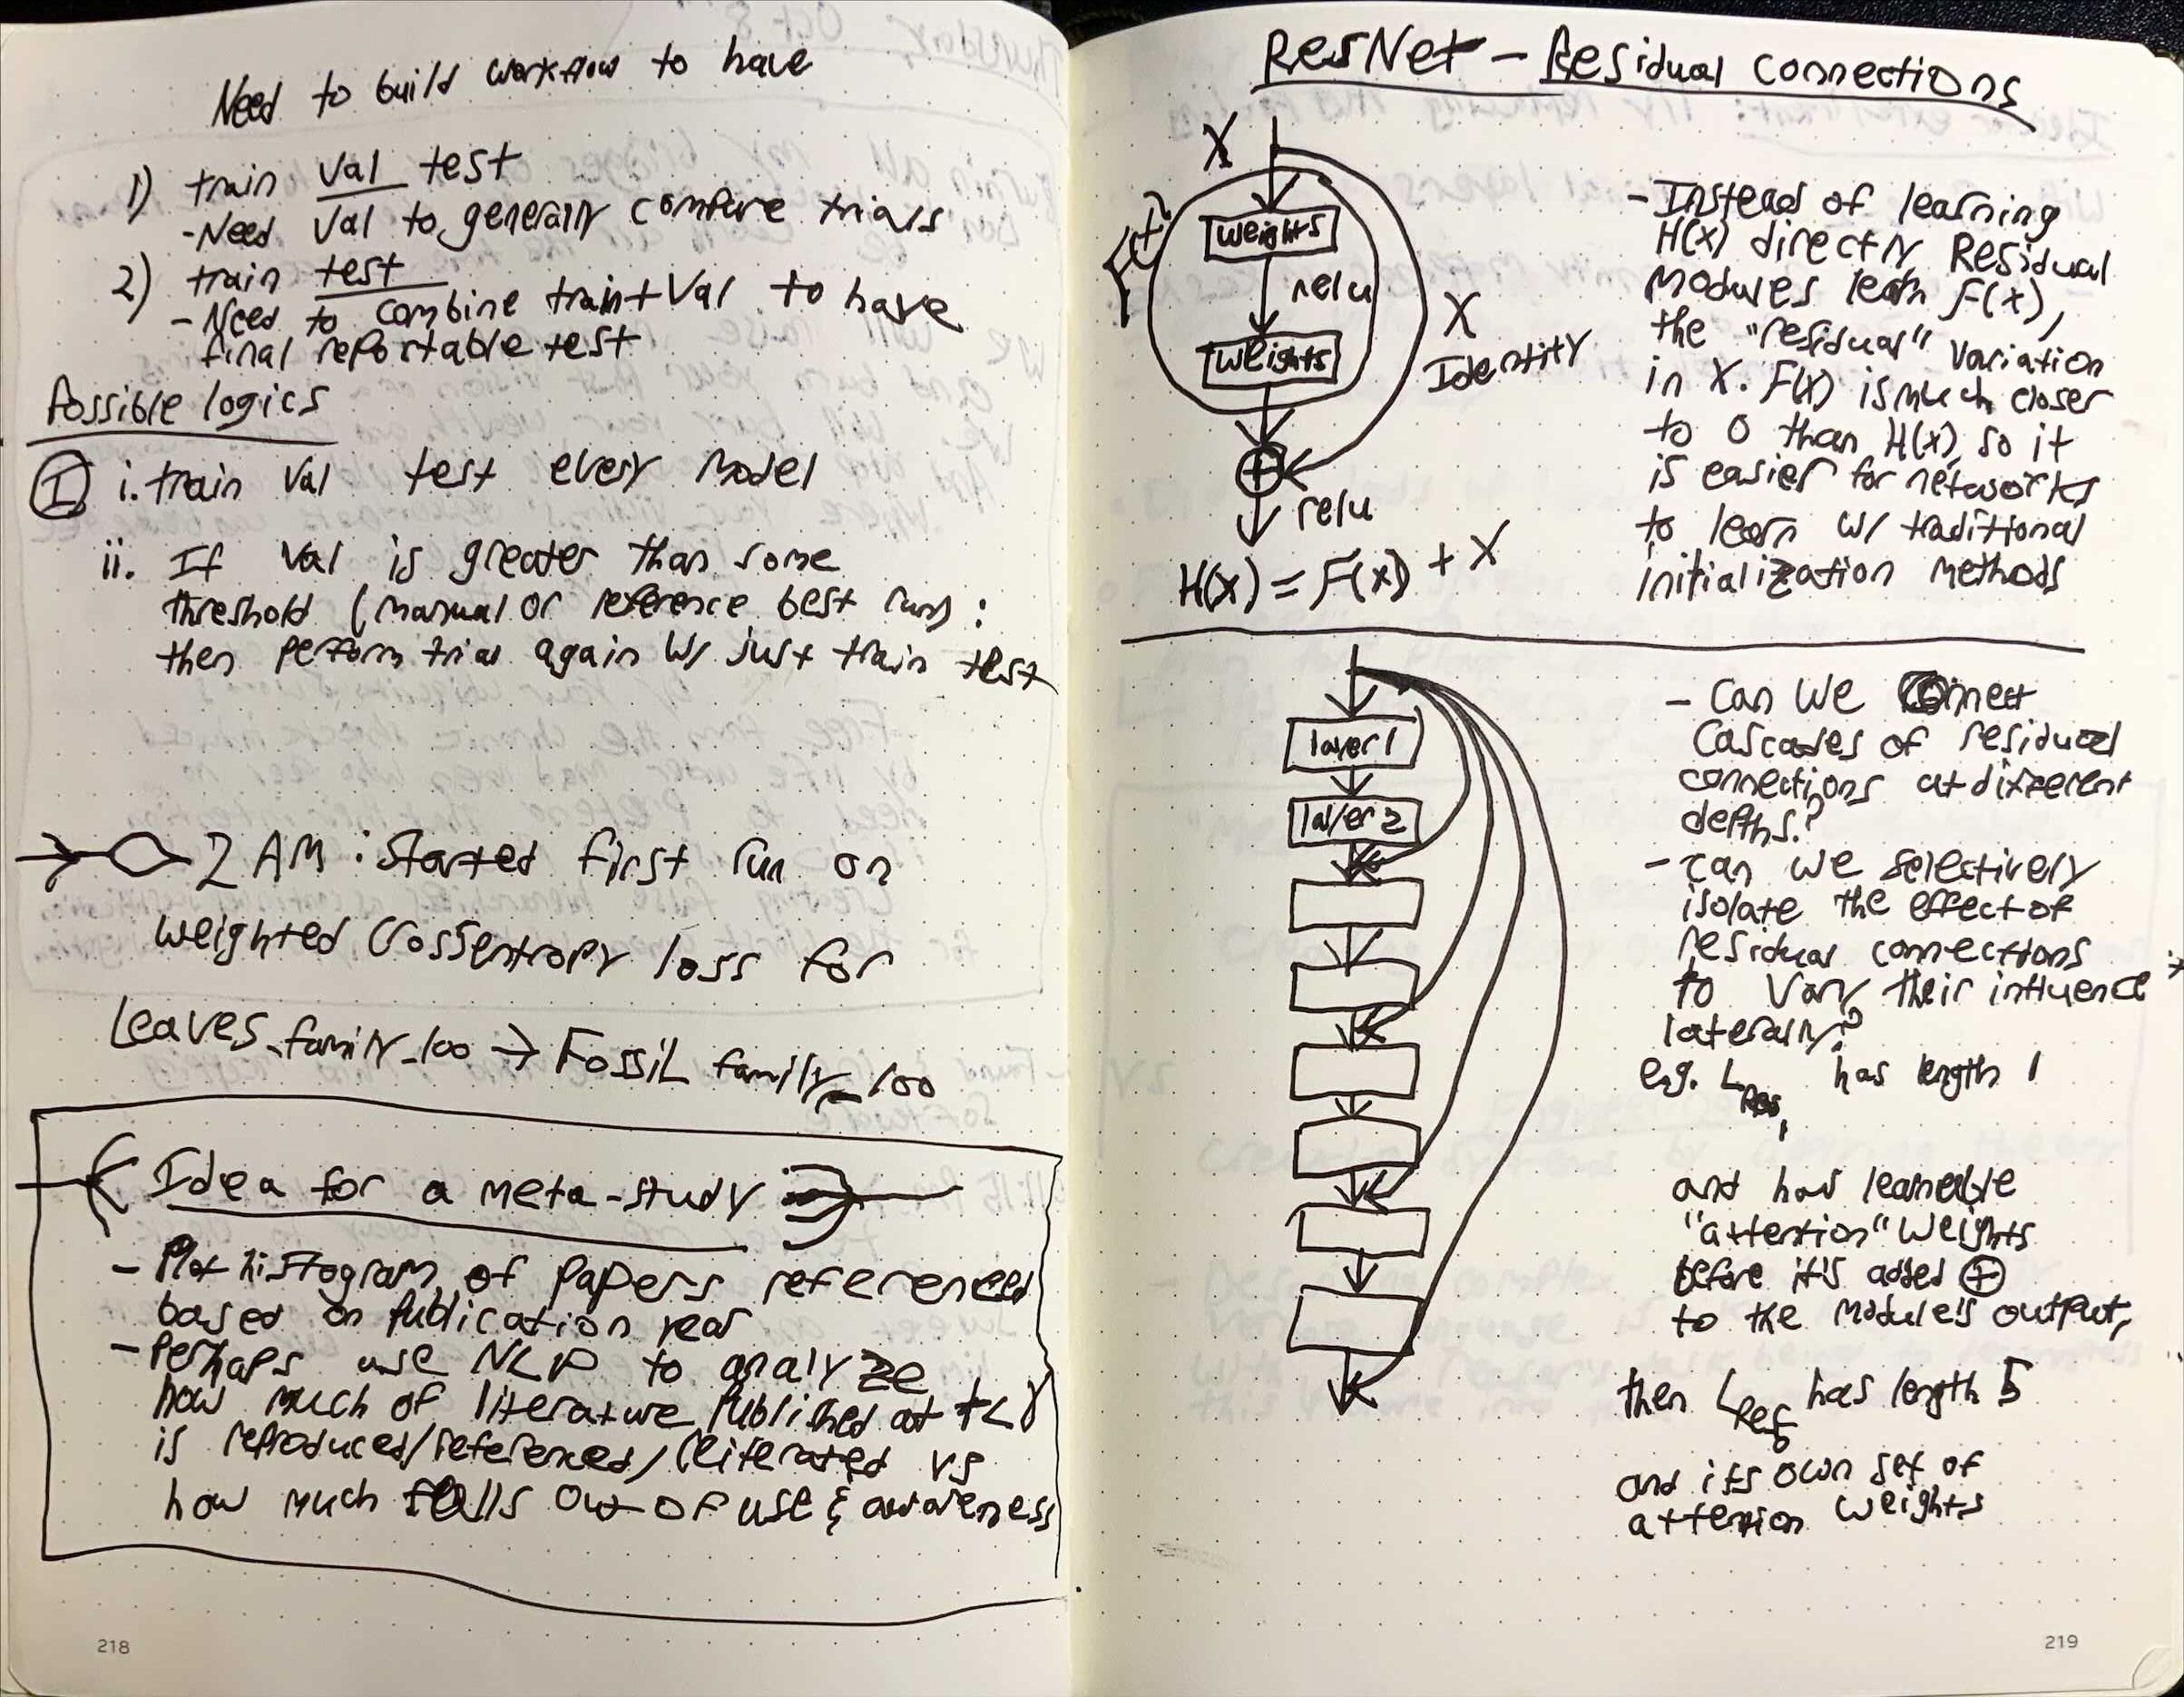 Need to build workflow to have
1) train val test
-Need val to generally compare trials
2) train test
- Need to combine train+val to have
final reportable test
Possible logics
I i. train val test every model
ii. If val is greater than some
threshold (manual or reference best run):
then perform trial again w/ just train test
2 AM: Started first run on
weighted Crossentropy loss for
Leaves_family_100 → Fossil family_100
Idea for a meta-study
- Plot histogram of papers referenced
based on publication year
- Perhaps use NLP to analyze
how much of literature published at t<γ
is reproduced/referenced/reiterated vs
how much falls out of use & awareness
218
ResNet - Residual connections
X
F(x)
weights
relu
weights
X
Identity
+
relu
H(x) = F(x) + X
- Instead of learning
H(x) directly Residual
modules learn F(x),
the "residual" variation
in X. F(x) is much closer
to 0 than H(x), so it
is easier for networks
to learn w/ traditional
initialization methods
layer 1
layer 2
- Can we connect
Cascades of residual
connections at different
depths?
- can we selectively
isolate the effect of
residual connections
to vary their influence
laterally?
e.g. L Res 1 has length 1
and has learnable
"attention" weights
before it's added ⊕
to the module's output,
then L Res has length 5
and its own set of
attention weights
219